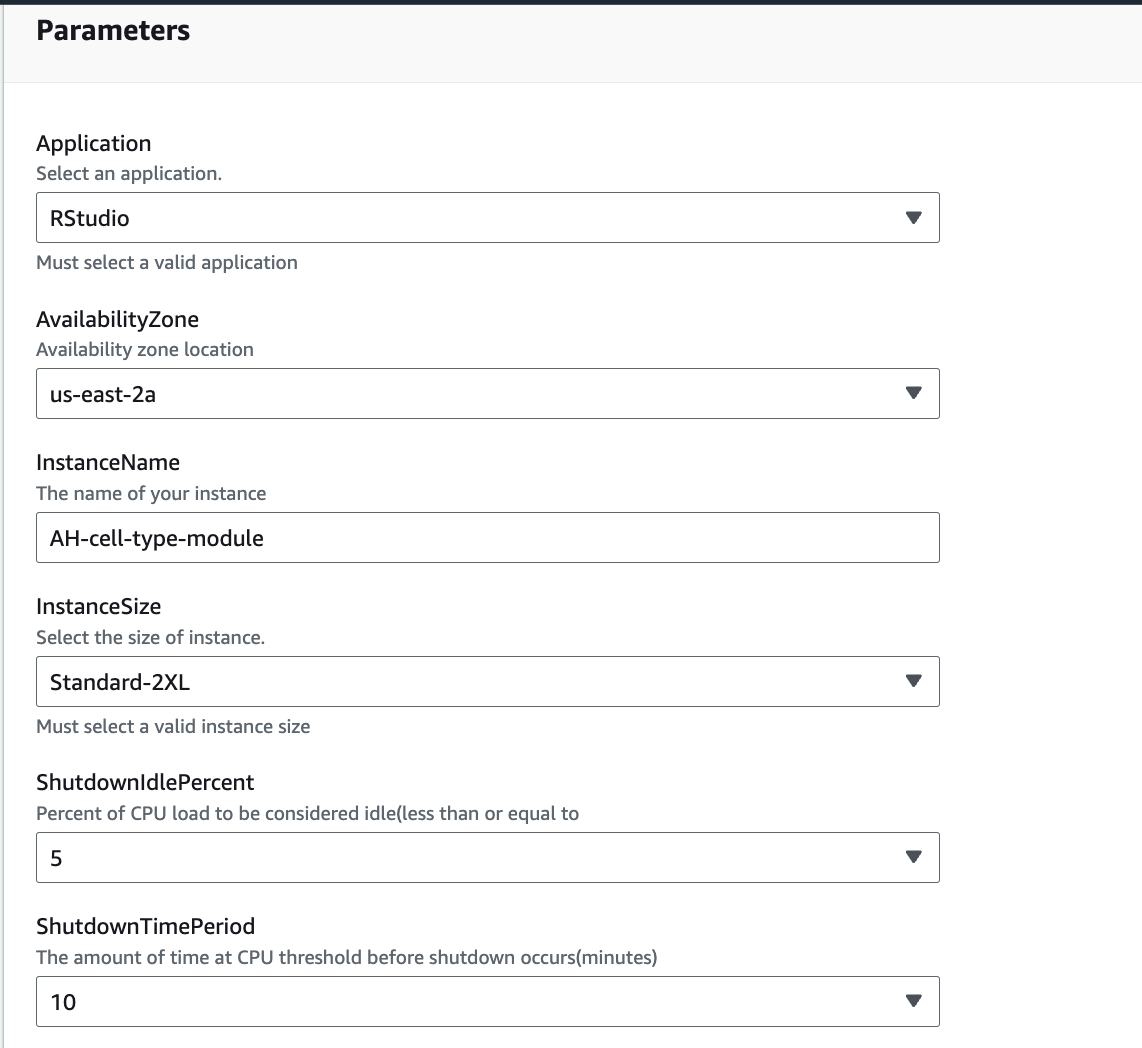 Parameters
Application
Select an application.
RStudio
Must select a valid application
AvailabilityZone
Availability zone location
us-east-2a
InstanceName
The name of your instance
AH-cell-type-module
InstanceSize
Select the size of instance.
Standard-2XL
Must select a valid instance size
ShutdownIdlePercent
Percent of CPU load to be considered idle(less than or equal to
5
ShutdownTimePeriod
The amount of time at CPU threshold before shutdown occurs(minutes)
10